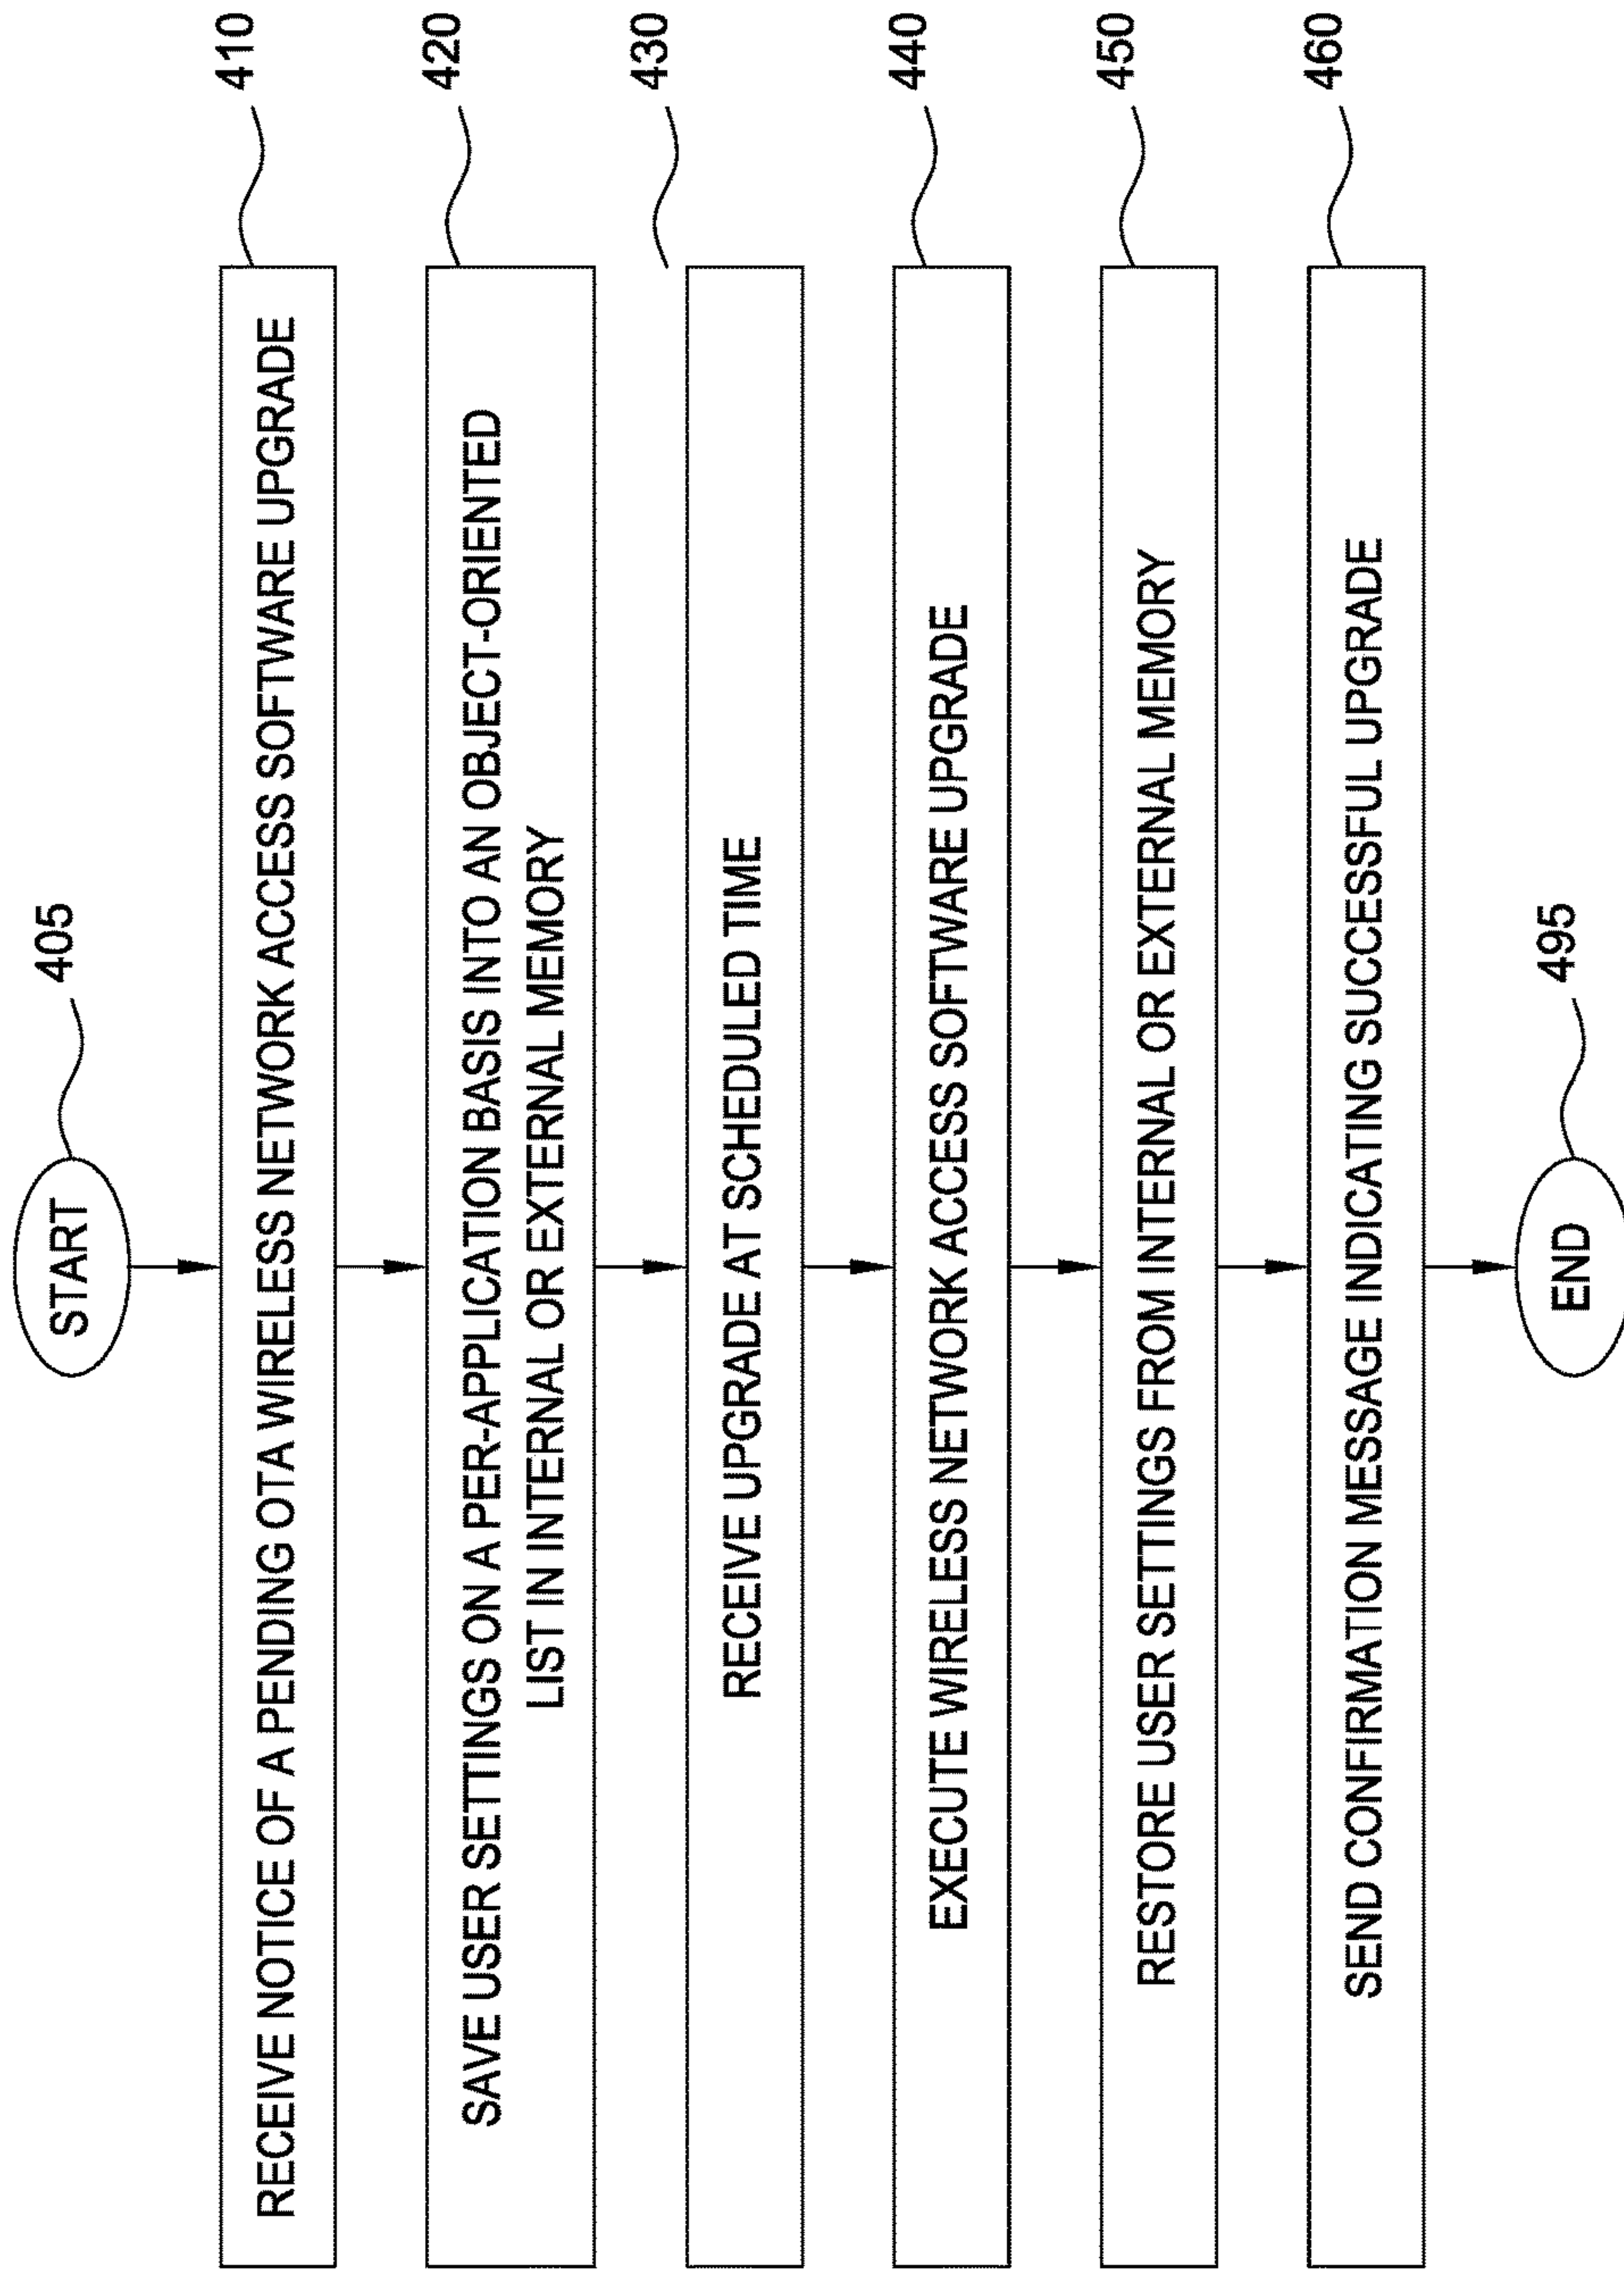 START
405
RECEIVE NOTICE OF A PENDING OTA WIRELESS NETWORK ACCESS SOFTWARE UPGRADE
410
SAVE USER SETTINGS ON A PER-APPLICATION BASIS INTO AN OBJECT-ORIENTED
LIST IN INTERNAL OR EXTERNAL MEMORY
420
RECEIVE UPGRADE AT SCHEDULED TIME
430
EXECUTE WIRELESS NETWORK ACCESS SOFTWARE UPGRADE
440
RESTORE USER SETTINGS FROM INTERNAL OR EXTERNAL MEMORY
450
SEND CONFIRMATION MESSAGE INDICATING SUCCESSFUL UPGRADE
460
END
495